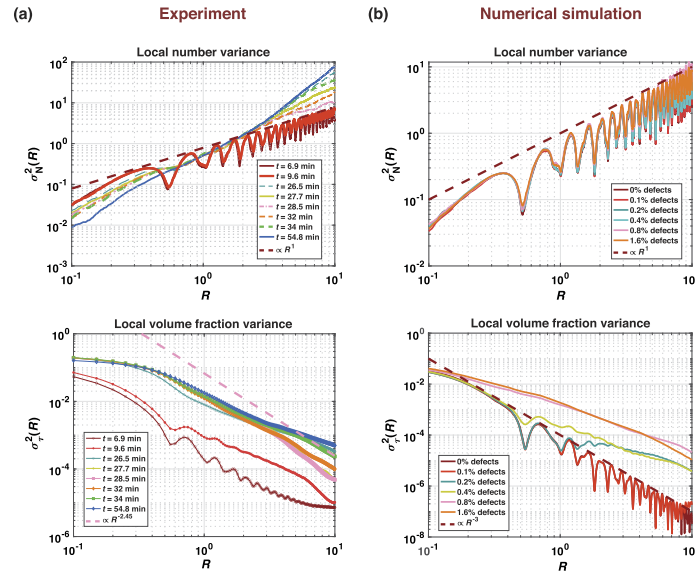 (a) Experiment
(b) Numerical simulation
Local number variance
10^4
10^3
10^2
10^1
10^0
10^-1
10^-2
10^-3
σ²_N(R)
t = 6.9 min
t = 9.6 min
t = 26.5 min
t = 27.7 min
t = 28.5 min
t = 32 min
t = 34 min
t = 54.8 min
∝ R^1
10^-1
10^0
10^1
R
Local number variance
10^1
10^0
10^-1
10^-2
σ²_N(R)
0% defects
0.1% defects
0.2% defects
0.4% defects
0.8% defects
1.6% defects
∝ R^1
10^-1
10^0
10^1
R
Local volume fraction variance
10^0
10^-2
10^-4
10^-6
σ²_τ(R)
t = 6.9 min
t = 9.6 min
t = 26.5 min
t = 27.7 min
t = 28.5 min
t = 32 min
t = 34 min
t = 54.8 min
∝ R^-2.45
10^-1
10^0
10^1
R
Local volume fraction variance
10^0
10^-2
10^-4
10^-6
10^-8
σ²_τ(R)
0% defects
0.1% defects
0.2% defects
0.4% defects
0.8% defects
1.6% defects
∝ R^-3
10^-1
10^0
10^1
R